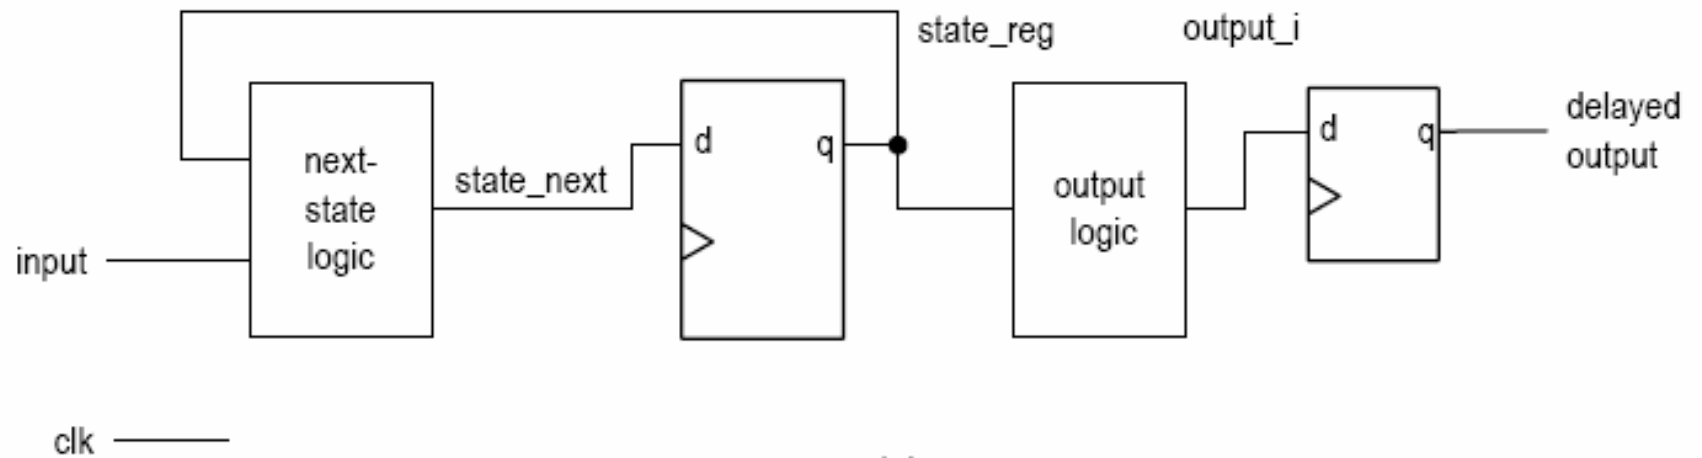 state_reg
output_i
next-
state
logic
state_next
d
q
output
logic
d
q
delayed
output
input
clk